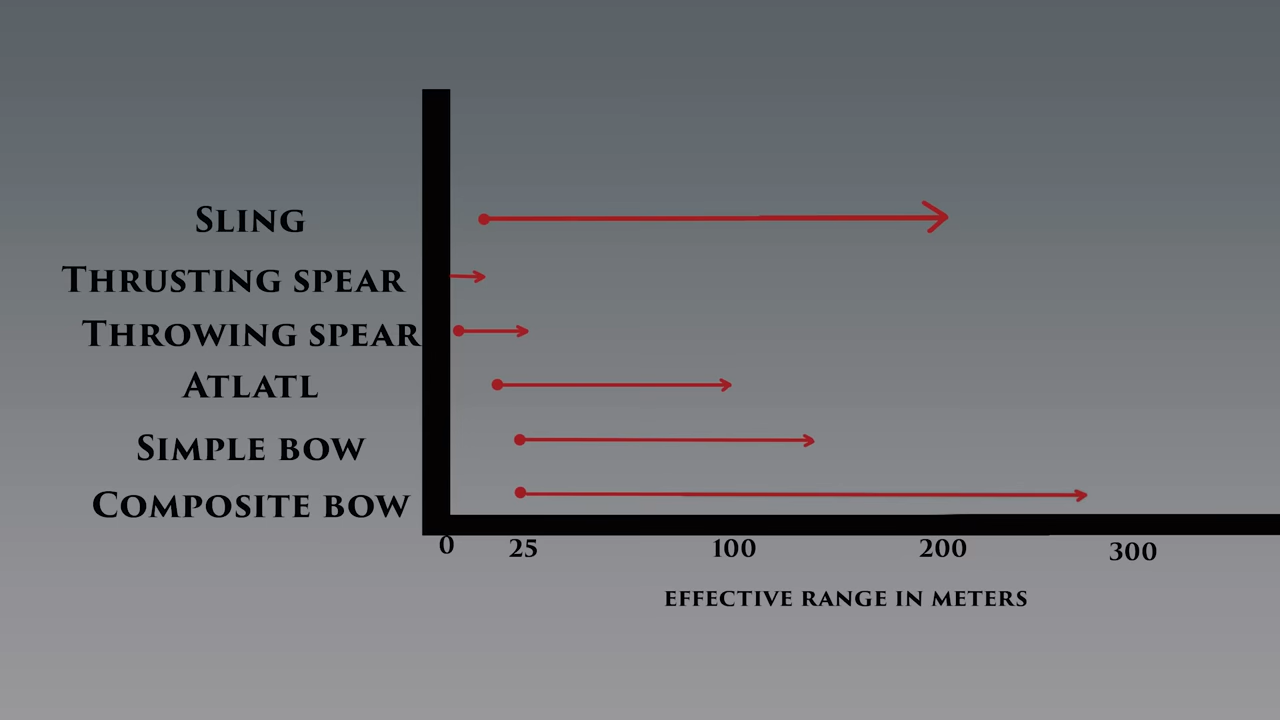 Sling
Thrusting spear
Throwing spear
Atlatl
Simple bow
Composite bow
0 25 100 200 300
effective range in meters